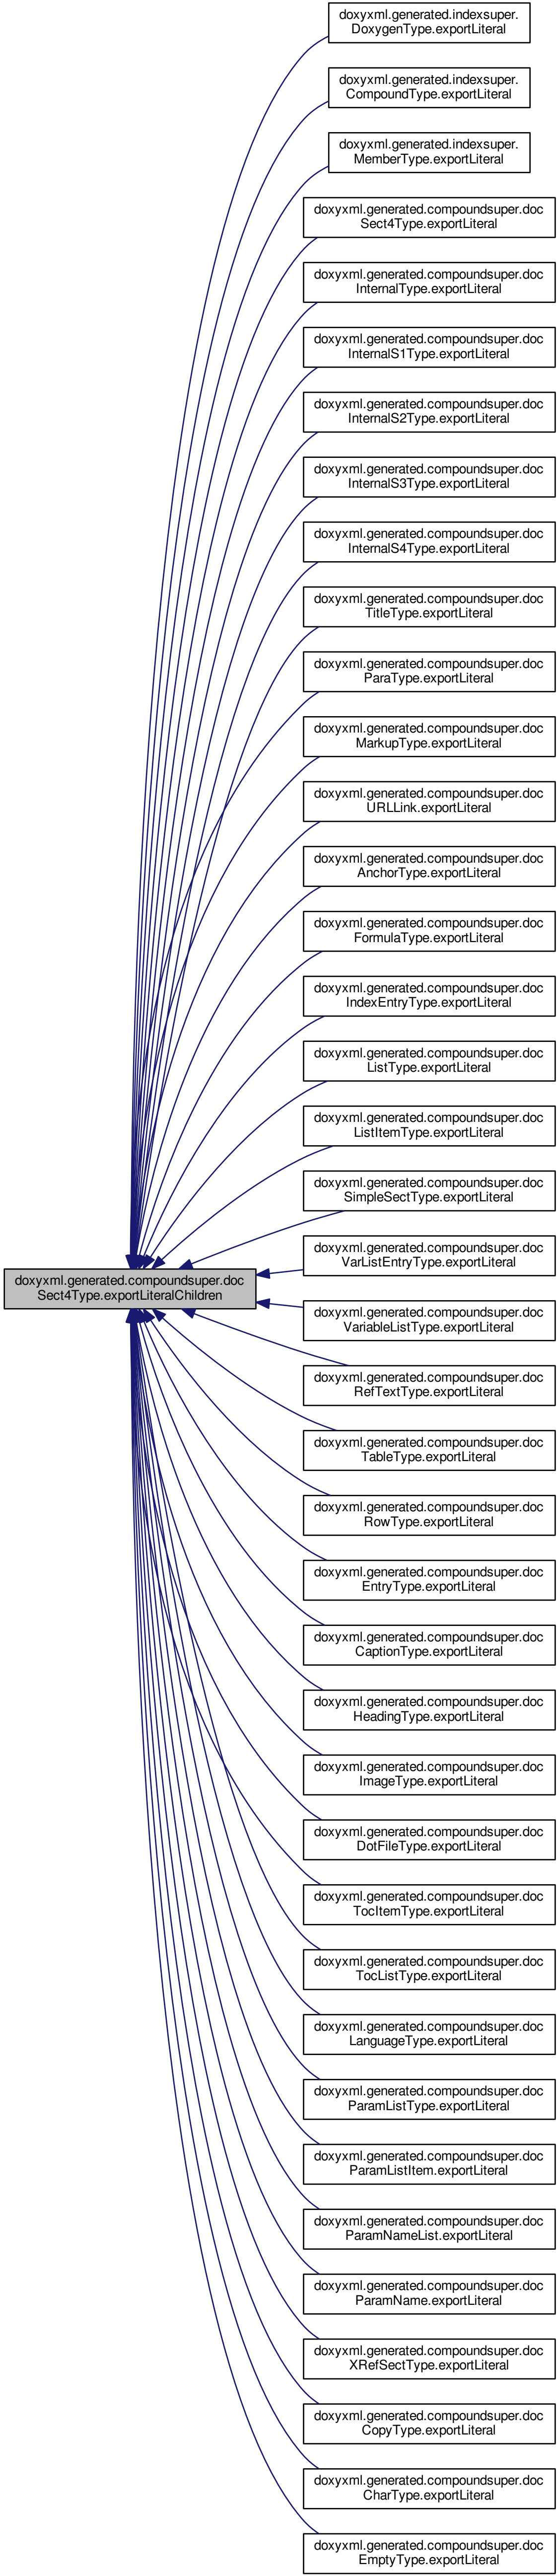 doxyxml.generated.indexsuper.
DoxygenType.exportLiteral
doxyxml.generated.indexsuper.
CompoundType.exportLiteral
doxyxml.generated.indexsuper.
MemberType.exportLiteral
doxyxml.generated.compoundsuper.doc
Sect4Type.exportLiteral
doxyxml.generated.compoundsuper.doc
InternalType.exportLiteral
doxyxml.generated.compoundsuper.doc
InternalS1Type.exportLiteral
doxyxml.generated.compoundsuper.doc
InternalS2Type.exportLiteral
doxyxml.generated.compoundsuper.doc
InternalS3Type.exportLiteral
doxyxml.generated.compoundsuper.doc
InternalS4Type.exportLiteral
doxyxml.generated.compoundsuper.doc
TitleType.exportLiteral
doxyxml.generated.compoundsuper.doc
ParaType.exportLiteral
doxyxml.generated.compoundsuper.doc
MarkupType.exportLiteral
doxyxml.generated.compoundsuper.doc
URLLink.exportLiteral
doxyxml.generated.compoundsuper.doc
AnchorType.exportLiteral
doxyxml.generated.compoundsuper.doc
FormulaType.exportLiteral
doxyxml.generated.compoundsuper.doc
IndexEntryType.exportLiteral
doxyxml.generated.compoundsuper.doc
ListType.exportLiteral
doxyxml.generated.compoundsuper.doc
ListItemType.exportLiteral
doxyxml.generated.compoundsuper.doc
SimpleSectType.exportLiteral
doxyxml.generated.compoundsuper.doc
VarListEntryType.exportLiteral
doxyxml.generated.compoundsuper.doc
Sect4Type.exportLiteralChildren
doxyxml.generated.compoundsuper.doc
VariableListType.exportLiteral
doxyxml.generated.compoundsuper.doc
RefTextType.exportLiteral
doxyxml.generated.compoundsuper.doc
TableType.exportLiteral
doxyxml.generated.compoundsuper.doc
RowType.exportLiteral
doxyxml.generated.compoundsuper.doc
EntryType.exportLiteral
doxyxml.generated.compoundsuper.doc
CaptionType.exportLiteral
doxyxml.generated.compoundsuper.doc
HeadingType.exportLiteral
doxyxml.generated.compoundsuper.doc
ImageType.exportLiteral
doxyxml.generated.compoundsuper.doc
DotFileType.exportLiteral
doxyxml.generated.compoundsuper.doc
TocItemType.exportLiteral
doxyxml.generated.compoundsuper.doc
TocListType.exportLiteral
doxyxml.generated.compoundsuper.doc
LanguageType.exportLiteral
doxyxml.generated.compoundsuper.doc
ParamListType.exportLiteral
doxyxml.generated.compoundsuper.doc
ParamListItem.exportLiteral
doxyxml.generated.compoundsuper.doc
ParamNameList.exportLiteral
doxyxml.generated.compoundsuper.doc
ParamName.exportLiteral
doxyxml.generated.compoundsuper.doc
XRefSectType.exportLiteral
doxyxml.generated.compoundsuper.doc
CopyType.exportLiteral
doxyxml.generated.compoundsuper.doc
CharType.exportLiteral
doxyxml.generated.compoundsuper.doc
EmptyType.exportLiteral